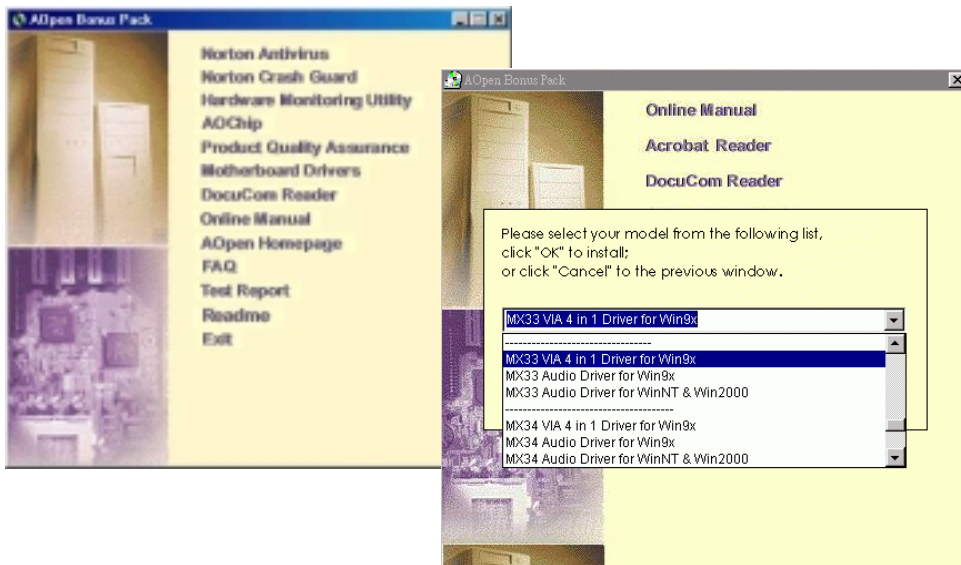 AOpen Bonus Pack
Norton Antivirus
Norton Crash Guard
Hardware Monitoring Utility
AOChip
Product Quality Assurance
Motherboard Drivers
DocuCom Reader
Online Manual
AOpen Homepage
FAQ
Test Report
Readme
Exit
AOpen Bonus Pack
Online Manual
Acrobat Reader
DocuCom Reader
Please select your model from the following list,
click "OK" to install;
or click "Cancel" to the previous window.
MX33 VIA 4 in 1 Driver for Win9x
----------------------------------
MX33 VIA 4 in 1 Driver for Win9x
MX33 Audio Driver for Win9x
MX33 Audio Driver for WinNT & Win2000
---------------------------------------
MX34 VIA 4 in 1 Driver for Win9x
MX34 Audio Driver for Win9x
MX34 Audio Driver for WinNT & Win2000